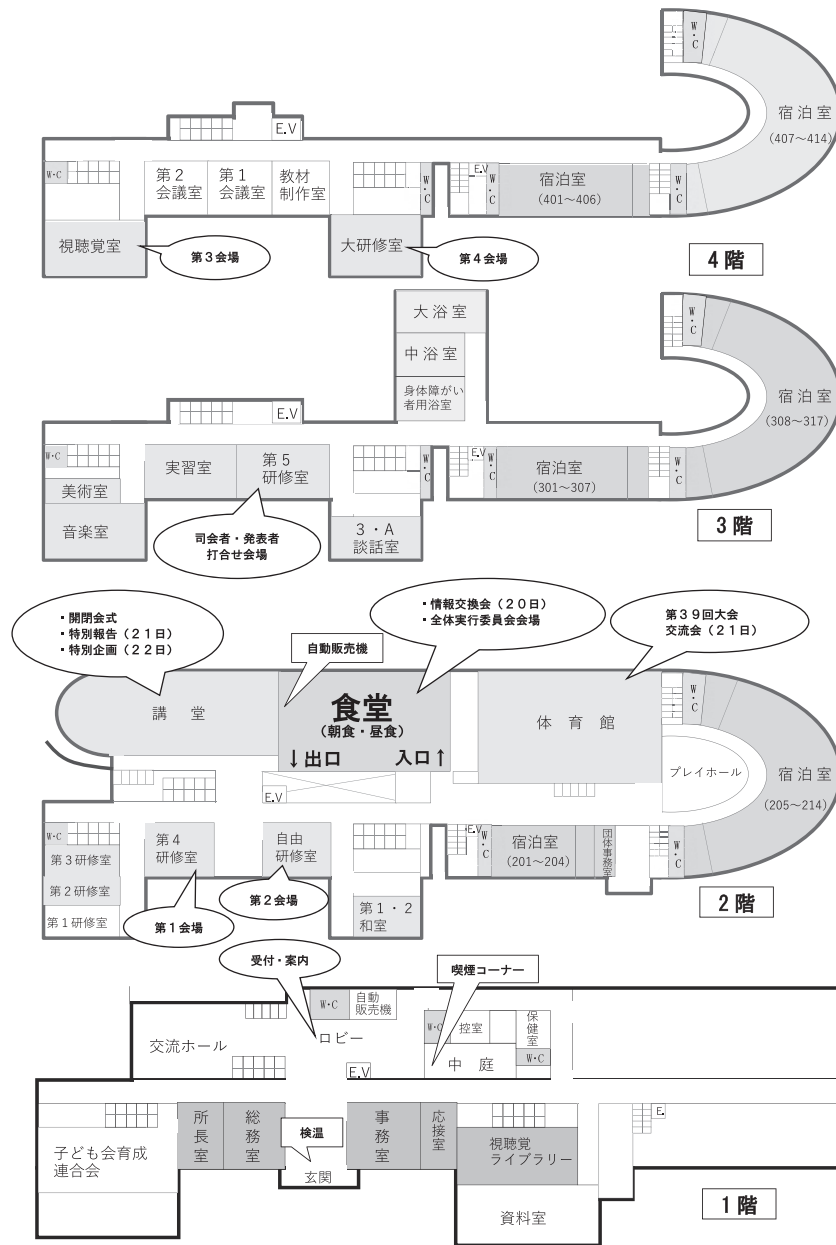 W・C
宿泊室
(407～414)
E.V
W・C
第２
会議室
第１
会議室
教材
制作室
W・C
E.V
W・C
宿泊室
(401～406)
W・C
視聴覚室
第３会場
大研修室
第４会場
４階
大浴室
中浴室
身体障がい
者用浴室
W・C
宿泊室
(308～317)
E.V
W・C
実習室
第５
研修室
W・C
E.V
W・C
宿泊室
(301～307)
W・C
美術室
音楽室
司会者・発表者
打合せ会場
３・A
談話室
３階
・開閉会式
・特別報告（２１日）
・特別企画（２２日）
自動販売機
・情報交換会（２０日）
・全体実行委員会会場
第３９回大会
交流会（２１日）
講堂
食堂
（朝食・昼食）
↓出口
入口↑
体育館
W・C
プレイホール
宿泊室
(205～214)
E.V
W・C
第３研修室
第２研修室
第１研修室
第４
研修室
自由
研修室
E.V
W・C
宿泊室
(201～204)
団体事務室
W・C
第１会場
第２会場
第１・２
和室
２階
受付・案内
喫煙コーナー
W・C
自動
販売機
交流ホール
ロビー
E.V
W・C
控室
保健室
中庭
W・C
子ども会育成
連合会
所長室
総務室
検温
玄関
事務室
応接室
視聴覚
ライブラリー
資料室
E.
１階